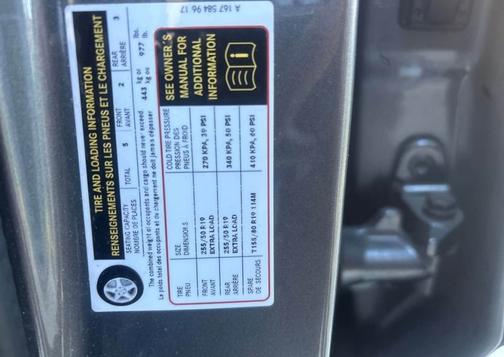 A 167 584 96 17
TIRE AND LOADING INFORMATION
RENSEIGNEMENTS SUR LES PNEUS ET LE CHARGEMENT
SEATING CAPACITY TOTAL 5 FRONT 2 REAR 3
NOMBRE DE PLACES AVANT ARRIÈRE
The combined weight of occupants and cargo should never exceed 443 kg or 977 lbs.
Le poids total des occupants et du chargement ne doit jamais dépasser kg ou lb.
TIRE SIZE COLD TIRE PRESSURE
PNEU DIMENSIONS PRESSION DES
PNEUS À FROID
FRONT 255/50 R19 270 KPA, 39 PSI
AVANT EXTRA LOAD
REAR 255/50 R19 340 KPA, 50 PSI
ARRIÈRE EXTRA LOAD
SPARE T155/80 R19 114M 410 KPA, 60 PSI
DE SECOURS
SEE OWNER'S
MANUAL FOR
ADDITIONAL
INFORMATION